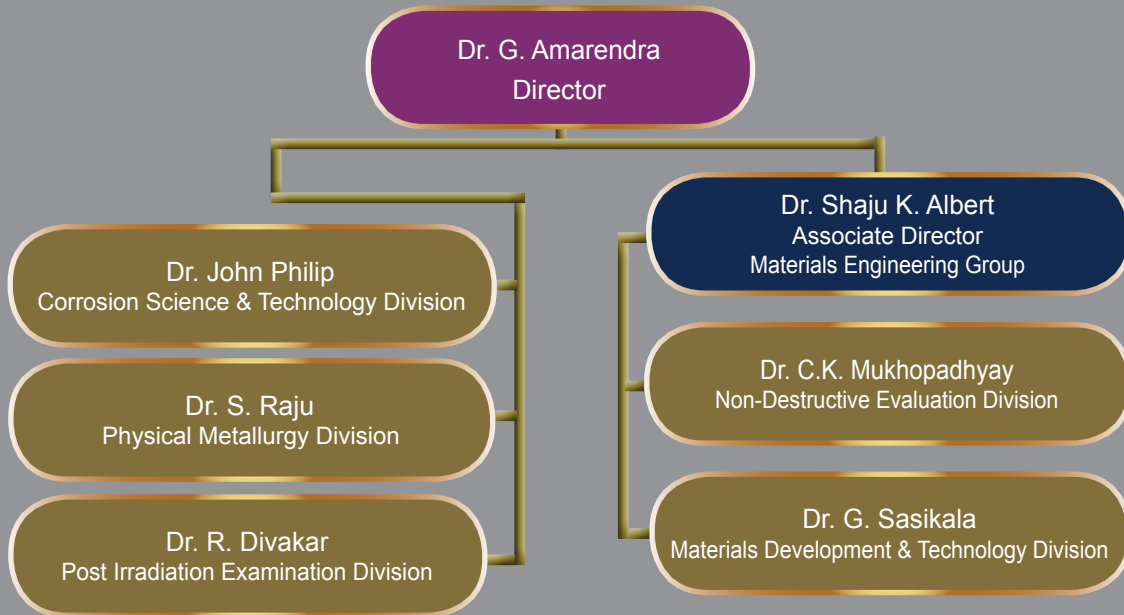 Dr. G. Amarendra
Director
Dr. Shaju K. Albert
Associate Director
Materials Engineering Group
Dr. John Philip
Corrosion Science & Technology Division
Dr. S. Raju
Physical Metallurgy Division
Dr. R. Divakar
Post Irradiation Examination Division
Dr. C.K. Mukhopadhyay
Non-Destructive Evaluation Division
Dr. G. Sasikala
Materials Development & Technology Division